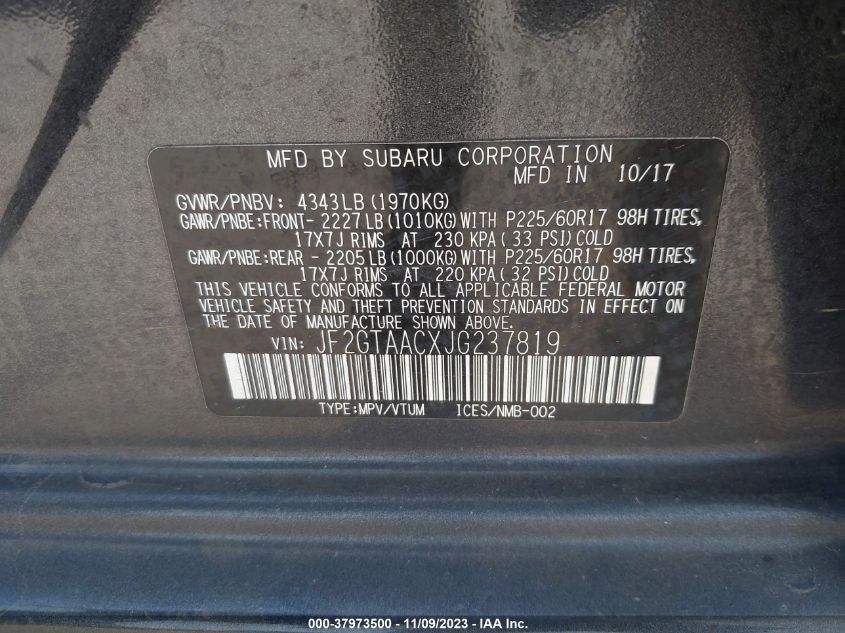 MFD BY SUBARU CORPORATION
MFD IN 10/17
GVWR/PNBV: 4343LB(1970KG)
GAWR/PNBE:FRONT- 2227LB(1010KG)WITH P225/60R17 98H TIRES,
17X7J RIMS AT 230 KPA(33 PSI)COLD
GAWR/PNBE:REAR - 2205LB(1000KG)WITH P225/60R17 98H TIRES,
17X7J RIMS AT 220 KPA(32 PSI)COLD
THIS VEHICLE CONFORMS TO ALL APPLICABLE FEDERAL MOTOR
VEHICLE SAFETY AND THEFT PREVENTION STANDARDS IN EFFECT ON
THE DATE OF MANUFACTURE SHOWN ABOVE.
VIN: JF2GTAACXJG237819
TYPE:MPV/VTUM ICES/NMB-002
000-37973500 - 11/09/2023 - IAA Inc.